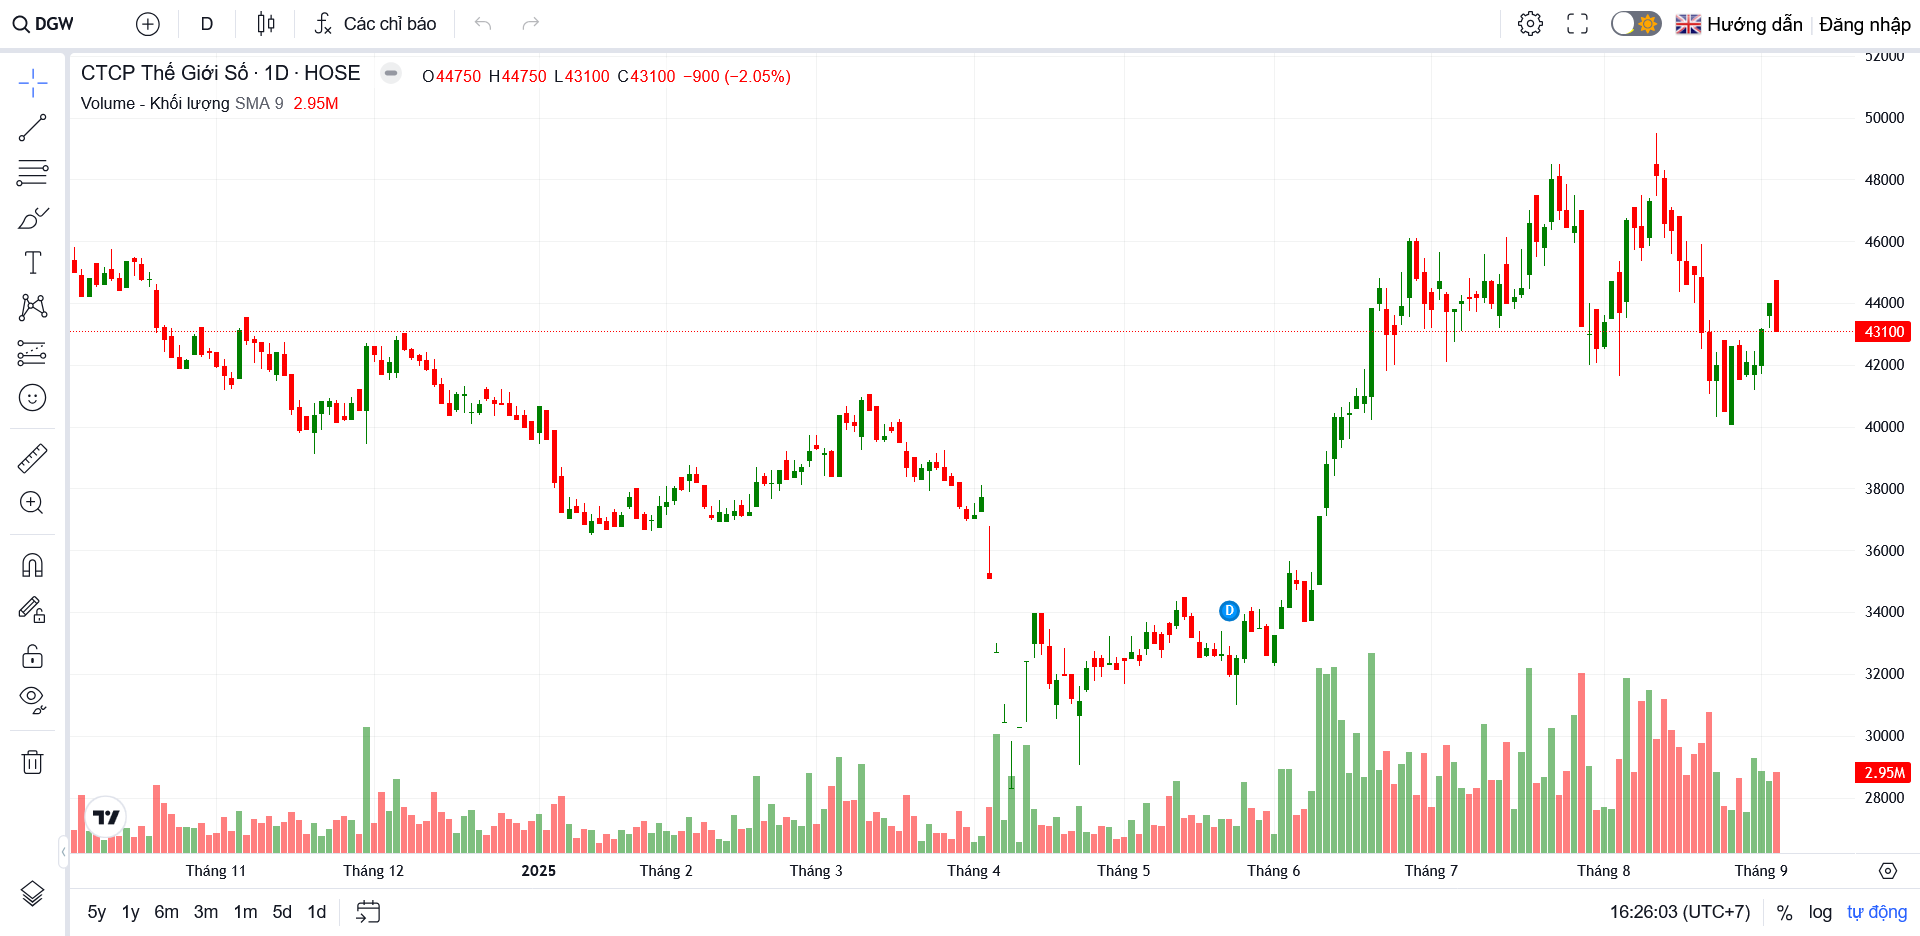 DGW D Các chỉ báo Hướng dẫn Đăng nhập
CTCP Thế Giới Số · 1D · HOSE O44750 H44750 L43100 C43100 −900 (−2.05%)
Volume - Khối lượng SMA 9 2.95M
52000
50000
48000
46000
44000
43100
42000
40000
38000
36000
34000
D
32000
30000
2.95M
28000
Tháng 11 Tháng 12 2025 Tháng 2 Tháng 3 Tháng 4 Tháng 5 Tháng 6 Tháng 7 Tháng 8 Tháng 9
5y 1y 6m 3m 1m 5d 1d 16:26:03 (UTC+7) % log tự động